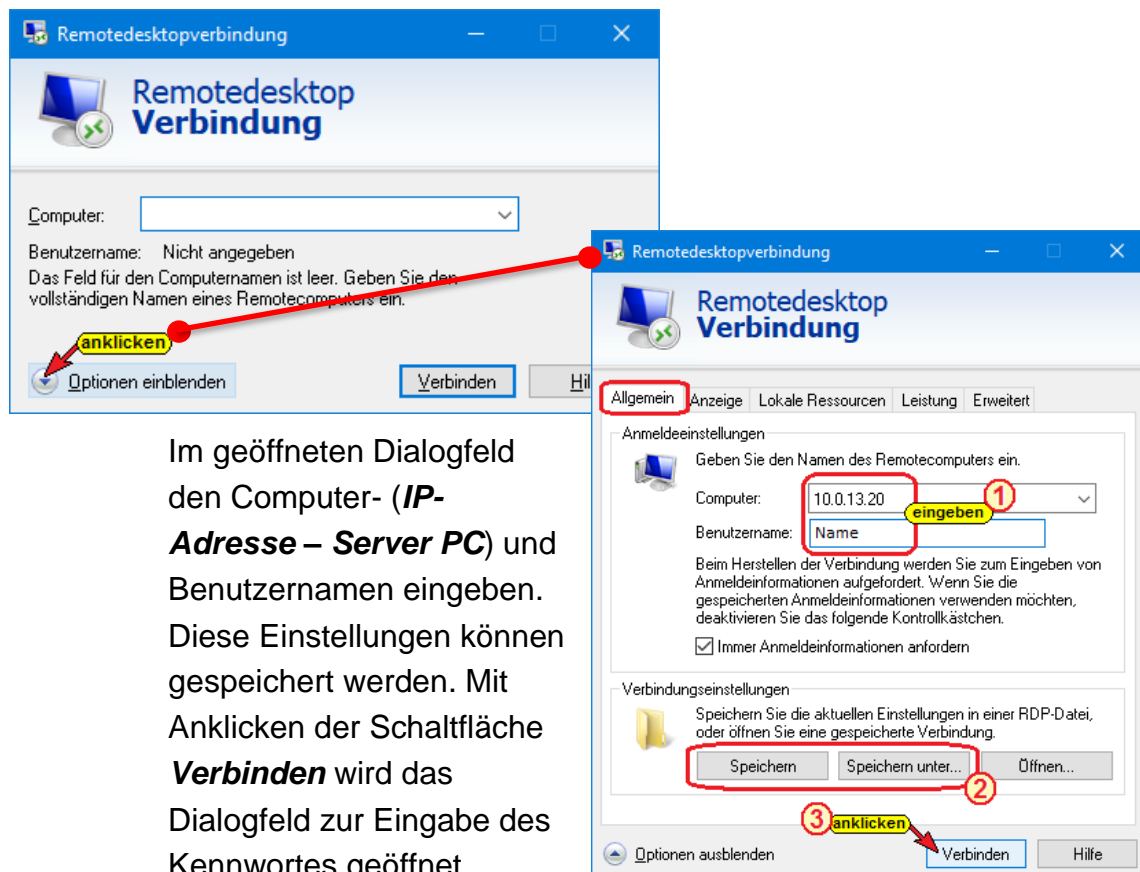 Remotedesktopverbindung
Remotedesktop
Verbindung
Computer:
Benutzername: Nicht angegeben
Das Feld für den Computernamen ist leer. Geben Sie den
vollständigen Namen eines Remotecomputers ein.
anklicken
Optionen einblenden
Verbinden
Im geöffneten Dialogfeld
den Computer- (IP-
Adresse – Server PC) und
Benutzernamen eingeben.
Diese Einstellungen können
gespeichert werden. Mit
Anklicken der Schaltfläche
Verbinden wird das
Dialogfeld zur Eingabe des
Kennwortes geöffnet
Remotedesktopverbindung
Remotedesktop
Verbindung
Allgemein Anzeige Lokale Ressourcen Leistung Erweitert
Anmeldeeinstellungen
Geben Sie den Namen des Remotecomputers ein.
Computer: 10.0.13.20
eingeben 1
Benutzername: Name
Beim Herstellen der Verbindung werden Sie zum Eingeben von
Anmeldeinformationen aufgefordert. Wenn Sie die
gespeicherten Anmeldeinformationen verwenden möchten,
deaktivieren Sie das folgende Kontrollkästchen.
Immer Anmeldeinformationen anfordern
Verbindungseinstellungen
Speichern Sie die aktuellen Einstellungen in einer RDP-Datei,
oder öffnen Sie eine gespeicherte Verbindung.
Speichern Speichern unter... Öffnen...
2
3 anklicken
Optionen ausblenden Verbinden Hilfe